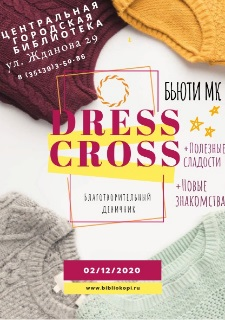 ЦЕНТРАЛЬНАЯ
ГОРОДСКАЯ
БИБЛИОТЕКА
ул. Жданова 29
8 (35139)3-50-86
БЬЮТИ МК
DRESS
CROSS
+Полезные
сладости
+Новые
знакомства
Благотворительный
девичник
02/12/2020
www.bibliokopi.ru